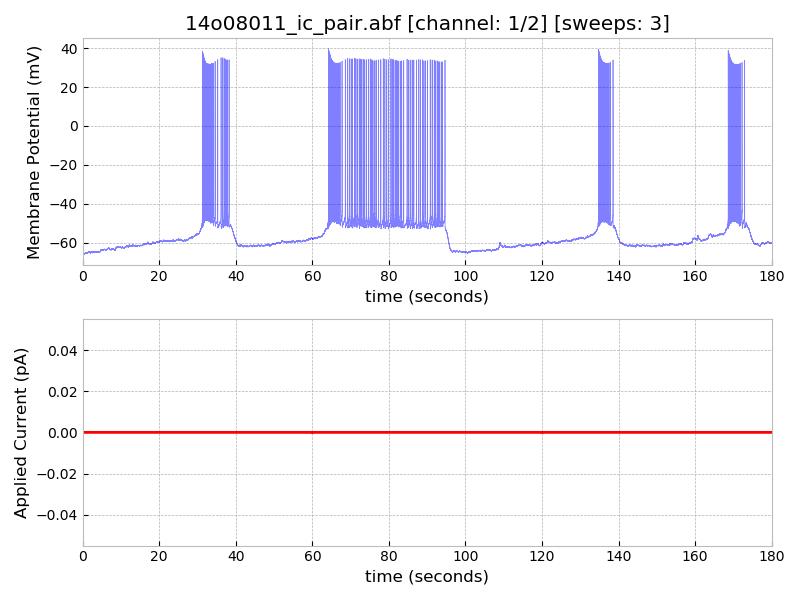 14o08011_ic_pair.abf [channel: 1/2] [sweeps: 3]
Membrane Potential (mV)
40
20
0
−20
−40
−60
0 20 40 60 80 100 120 140 160 180
time (seconds)
Applied Current (pA)
0.04
0.02
0.00
−0.02
−0.04
0 20 40 60 80 100 120 140 160 180
time (seconds)